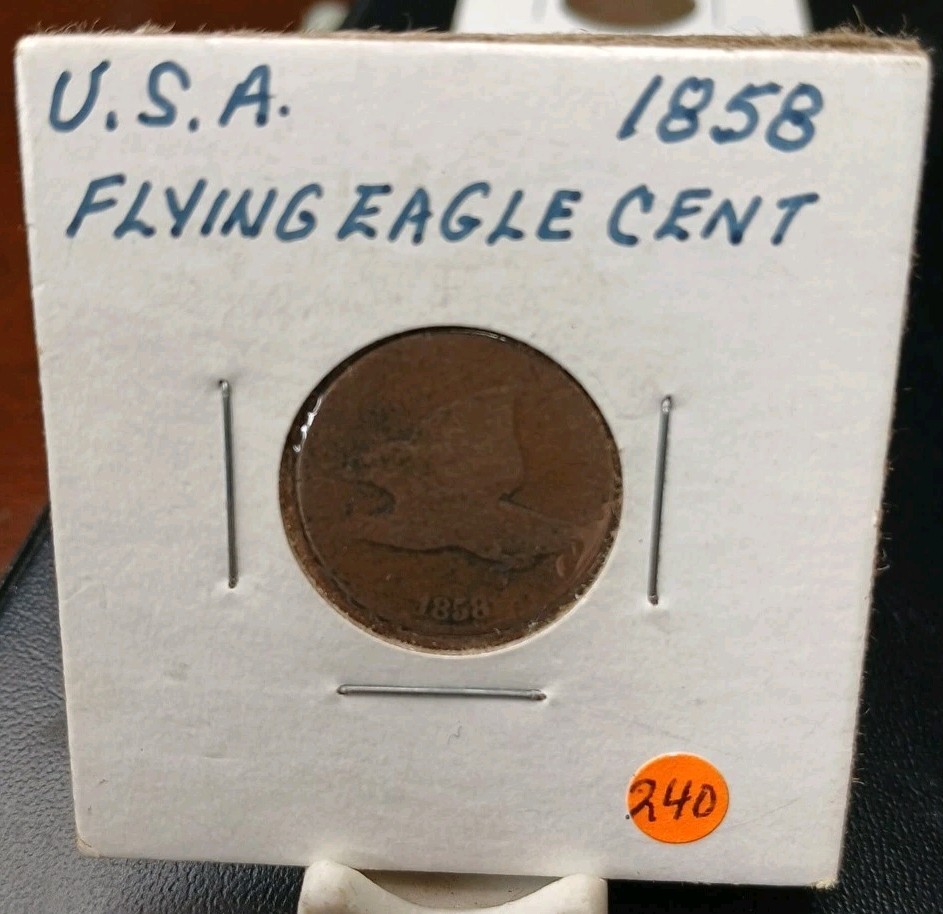 U.S.A. 1858
FLYING EAGLE CENT
1858
240